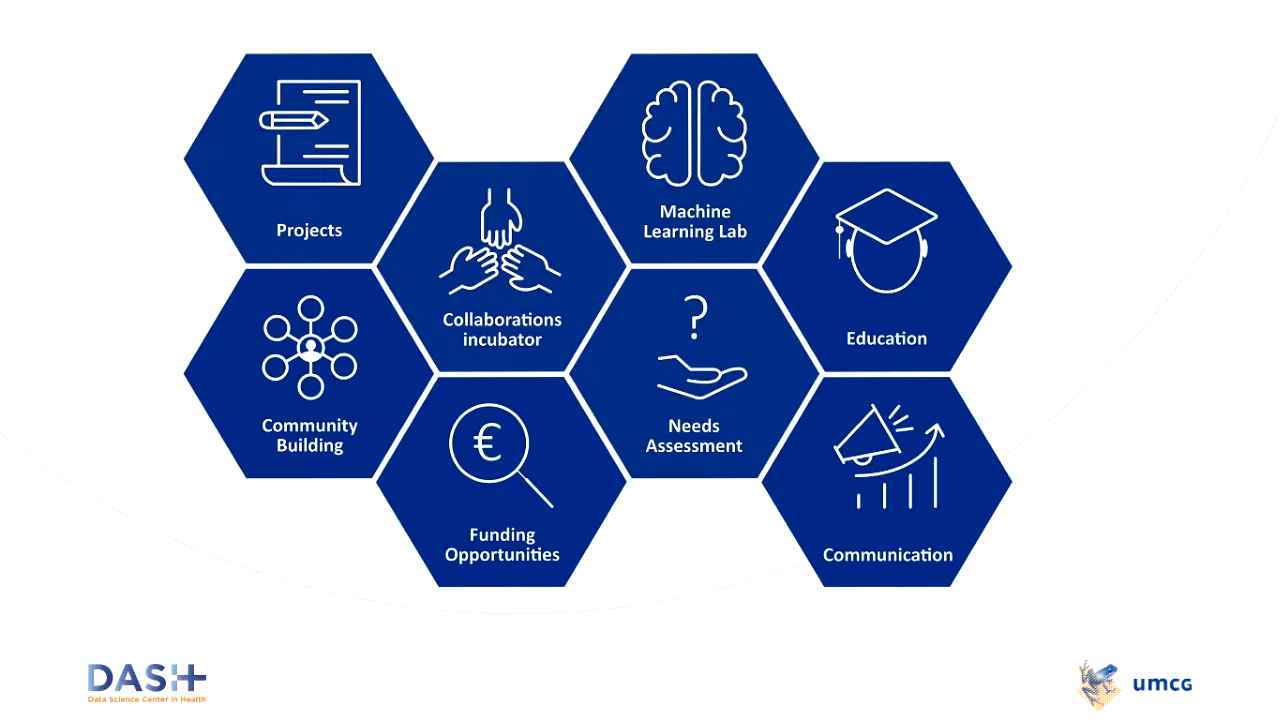 Projects
Machine
Learning Lab
Collaborations
incubator
?
Education
Community
Building
Needs
Assessment
€
Funding
Opportunities
Communication
DASH
Data Science Center in Health
umcg